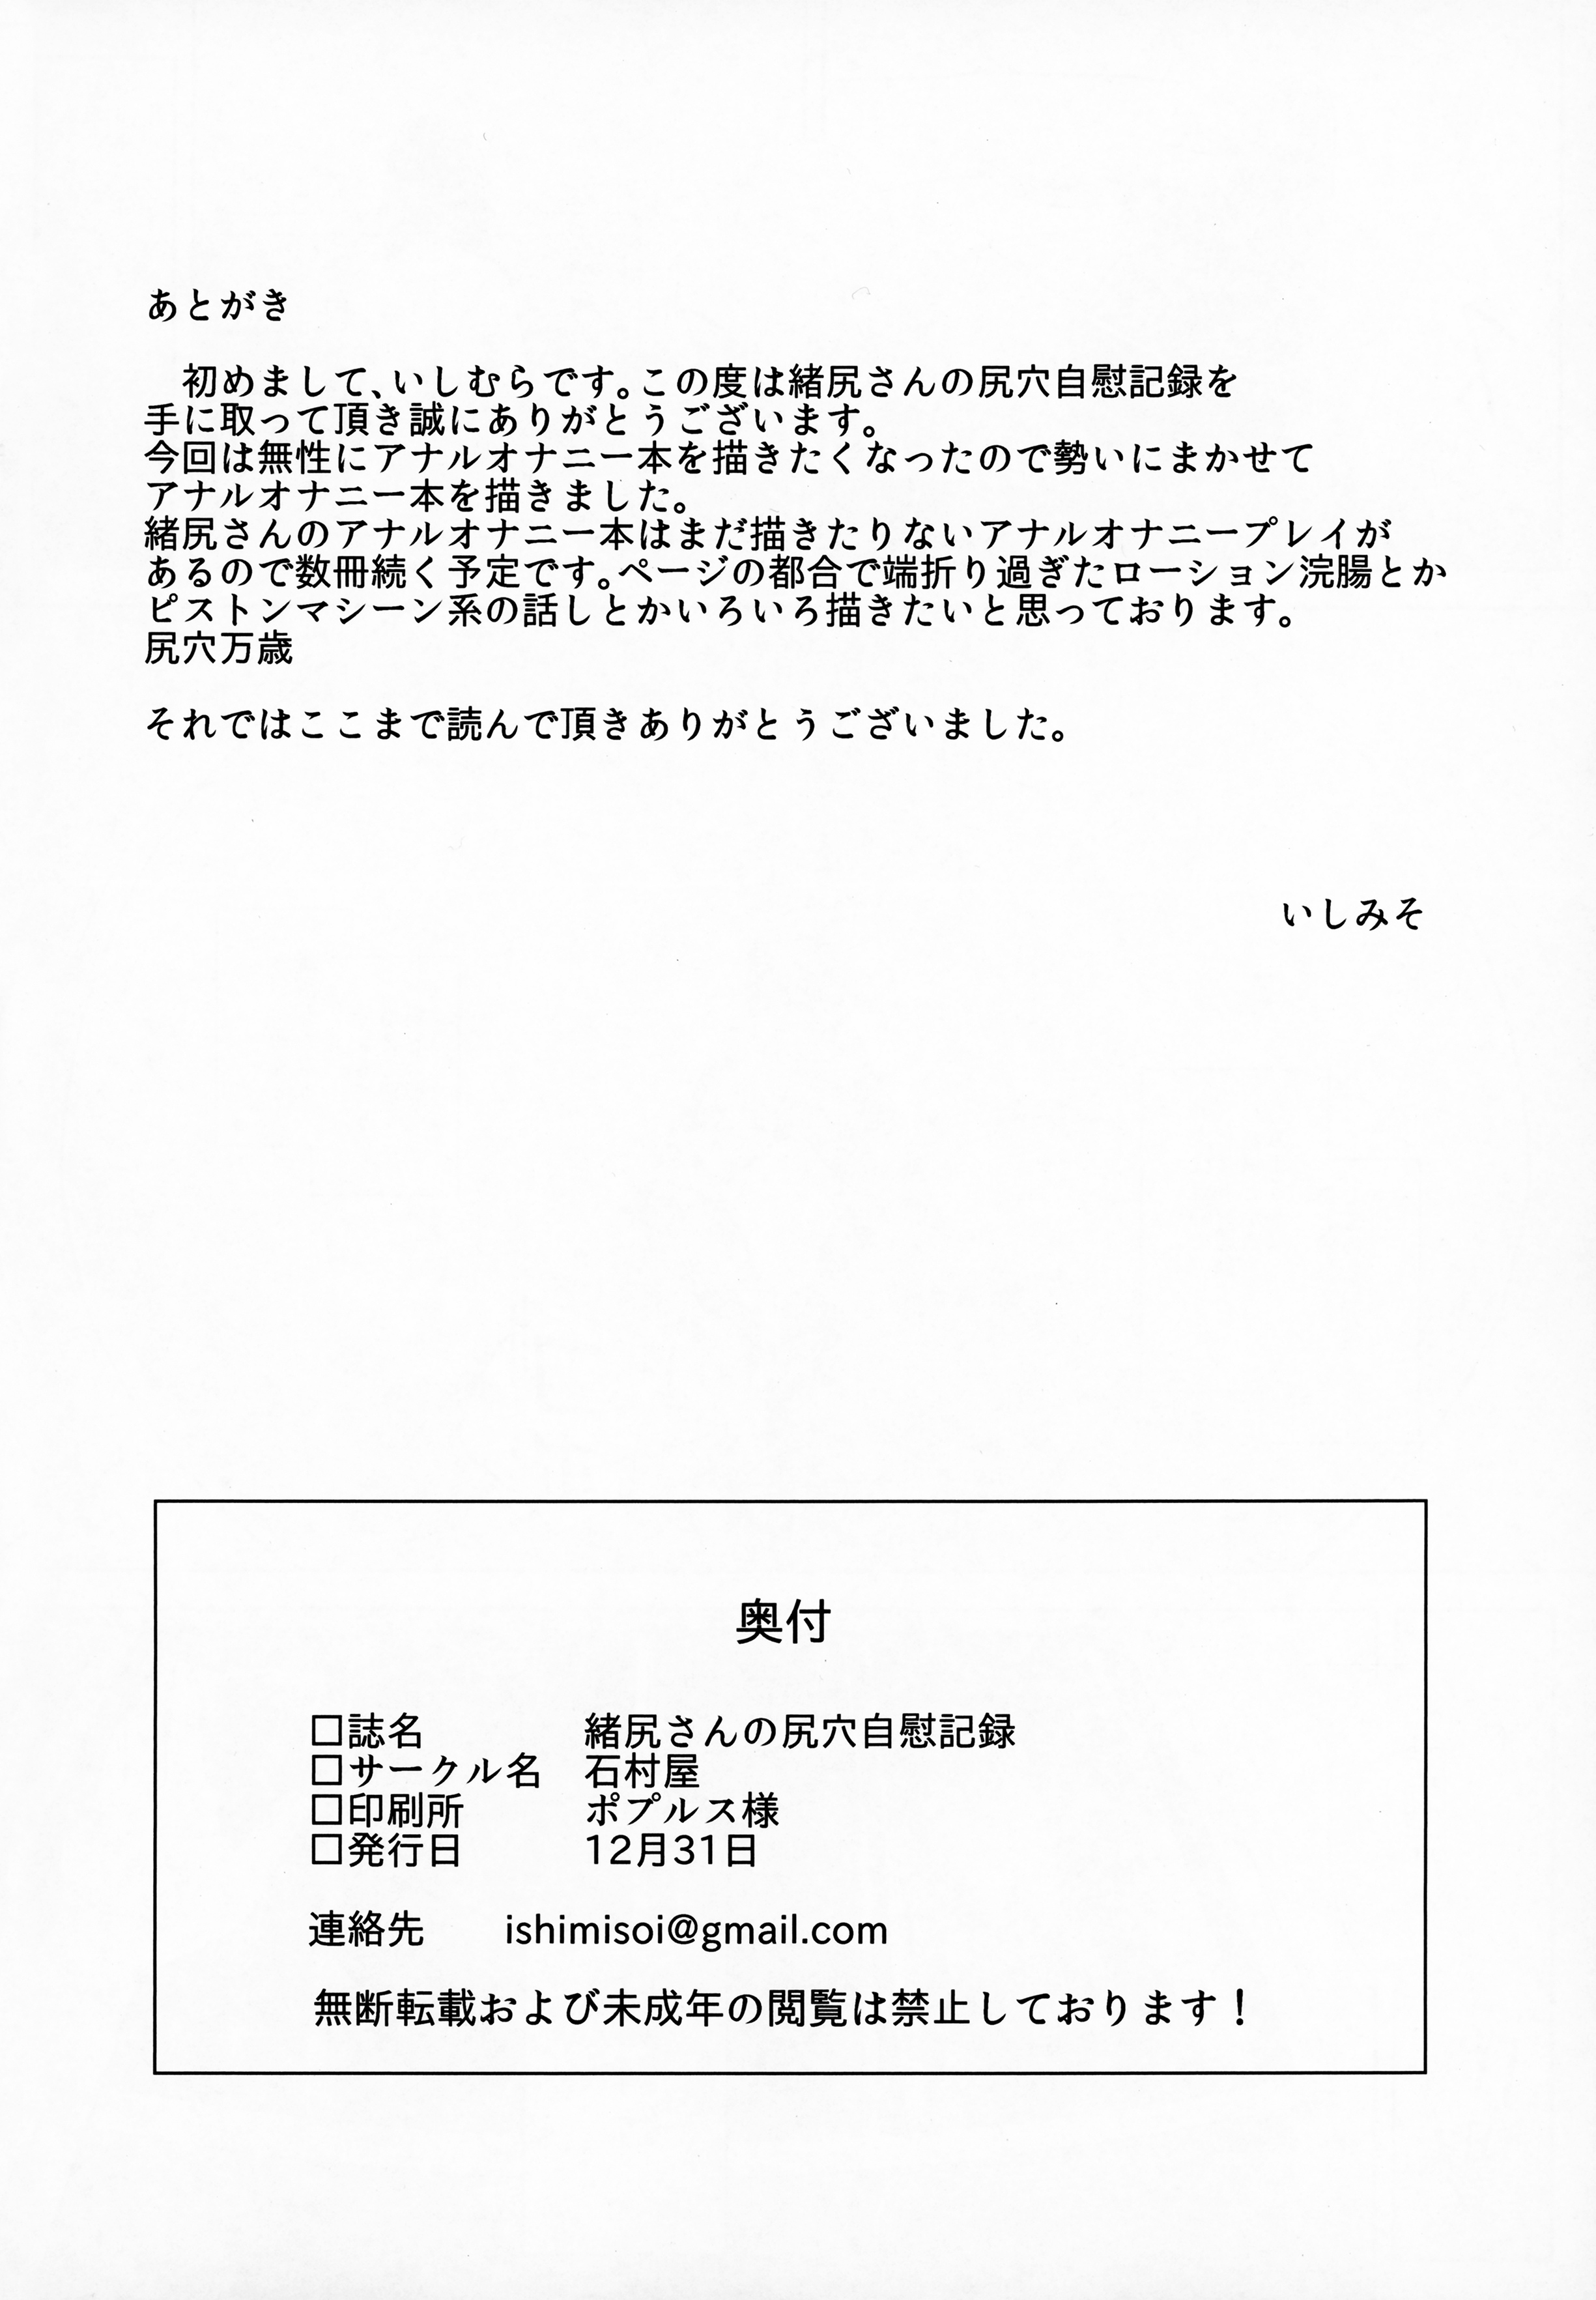 あとがき
初めまして、いしむらです。この度は緒尻さんの尻穴自慰記録を
手に取って頂き誠にありがとうございます。
今回は無性にアナルオナニー本を描きたくなったので勢いにまかせて
アナルオナニー本を描きました。
緒尻さんのアナルオナニー本はまだ描きたりないアナルオナニープレイが
あるので数冊続く予定です。ページの都合で端折り過ぎたローション浣腸とか
ピストンマシーン系の話しとかいろいろ描きたいと思っております。
尻穴万歳
それではここまで読んで頂きありがとうございました。
いしみそ
奥付
□誌名 緒尻さんの尻穴自慰記録
□サークル名 石村屋
□印刷所 ポプルス様
□発行日 12月31日
連絡先 ishimisoi@gmail.com
無断転載および未成年の閲覧は禁止しております！